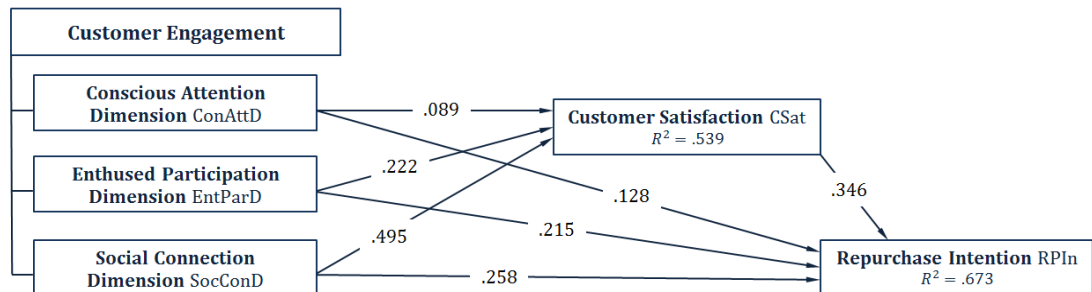 Customer Engagement
Conscious Attention
Dimension ConAttD
.089
Customer Satisfaction CSat
R² = .539
Enthused Participation
Dimension EntParD
.222
.128
.346
.215
.495
Social Connection
Dimension SocConD
.258
Repurchase Intention RPIn
R² = .673